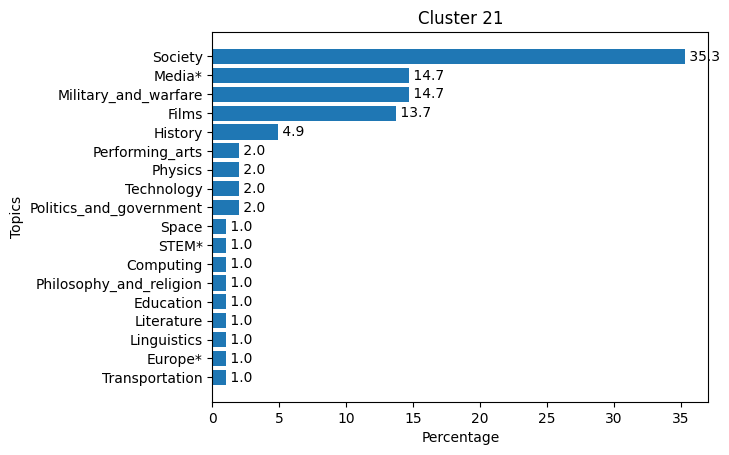 Cluster 21
Society 35.3
Media* 14.7
Military_and_warfare 14.7
Films 13.7
History 4.9
Performing_arts 2.0
Physics 2.0
Technology 2.0
Politics_and_government 2.0
Space 1.0
STEM* 1.0
Computing 1.0
Philosophy_and_religion 1.0
Education 1.0
Literature 1.0
Linguistics 1.0
Europe* 1.0
Transportation 1.0
Topics
0 5 10 15 20 25 30 35
Percentage